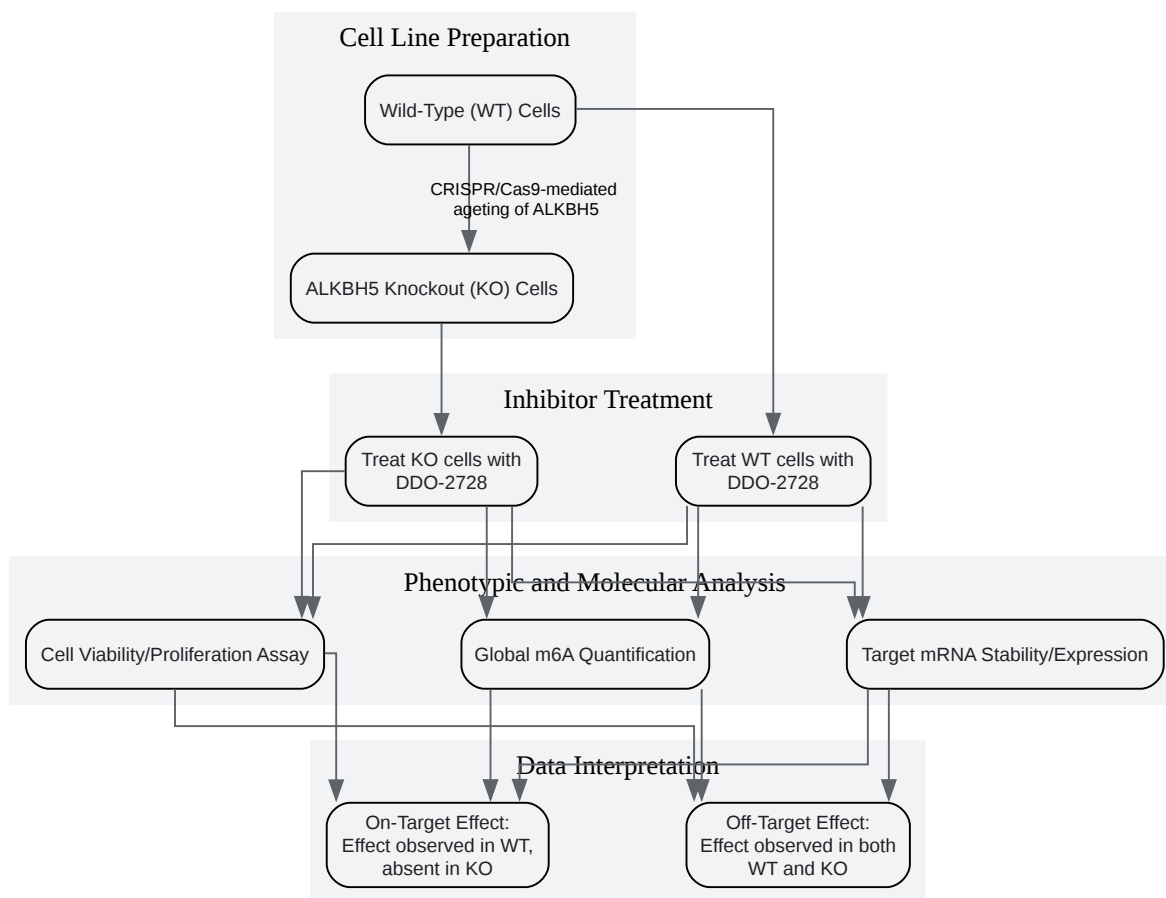 Cell Line Preparation
Wild-Type (WT) Cells
CRISPR/Cas9-mediated
ageting of ALKBH5
ALKBH5 Knockout (KO) Cells
Inhibitor Treatment
Treat KO cells with
DDO-2728
Treat WT cells with
DDO-2728
Phenotypic and Molecular Analysis
Cell Viability/Proliferation Assay
Global m6A Quantification
Target mRNA Stability/Expression
Data Interpretation
On-Target Effect:
Effect observed in WT,
absent in KO
Off-Target Effect:
Effect observed in both
WT and KO